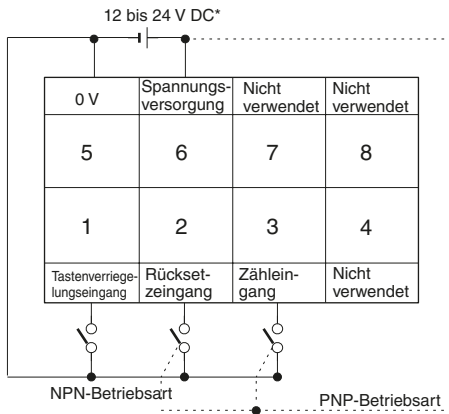 12 bis 24 V DC*
0 V
Spannungs-
versorgung
Nicht
verwendet
Nicht
verwendet
5
6
7
8
1
2
3
4
Tastenverriege-
lungseingang
Rückset-
zeingang
Zählein-
gang
Nicht
verwendet
NPN-Betriebsart
PNP-Betriebsart